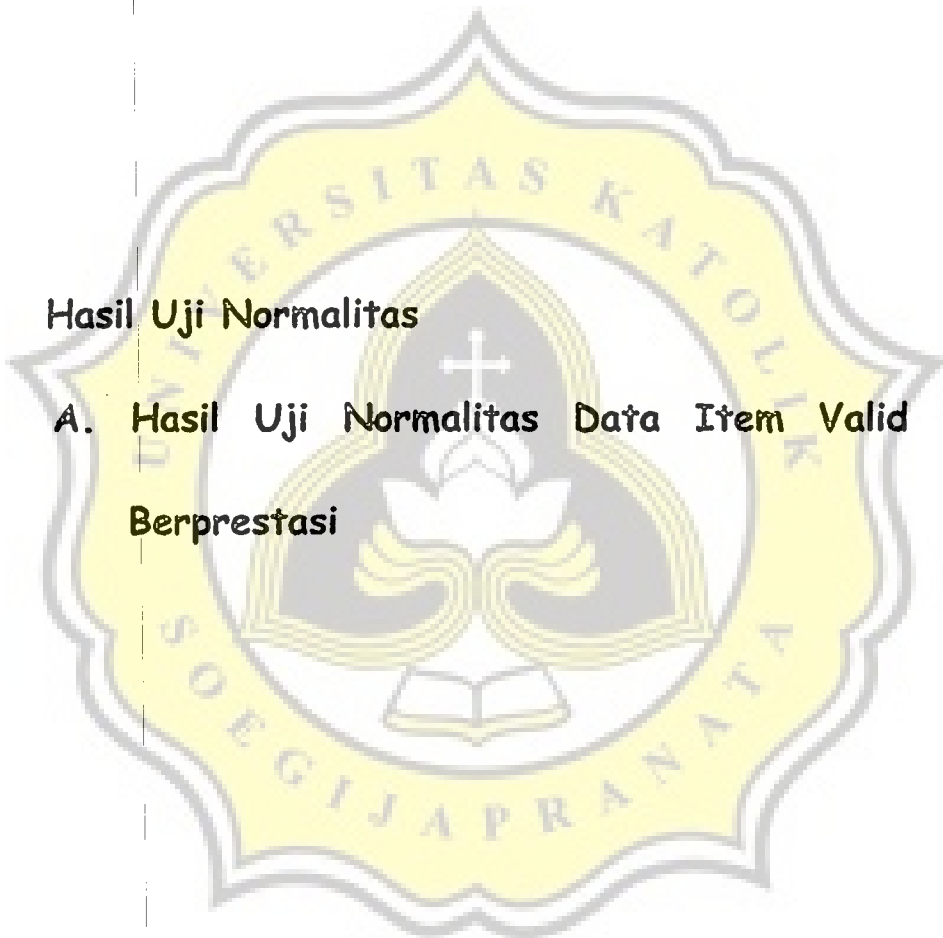 UNIVERSITAS KATOLIK
Hasil Uji Normalitas
A. Hasil Uji Normalitas Data Item Valid
Berprestasi
SOEGIJAPRANATA